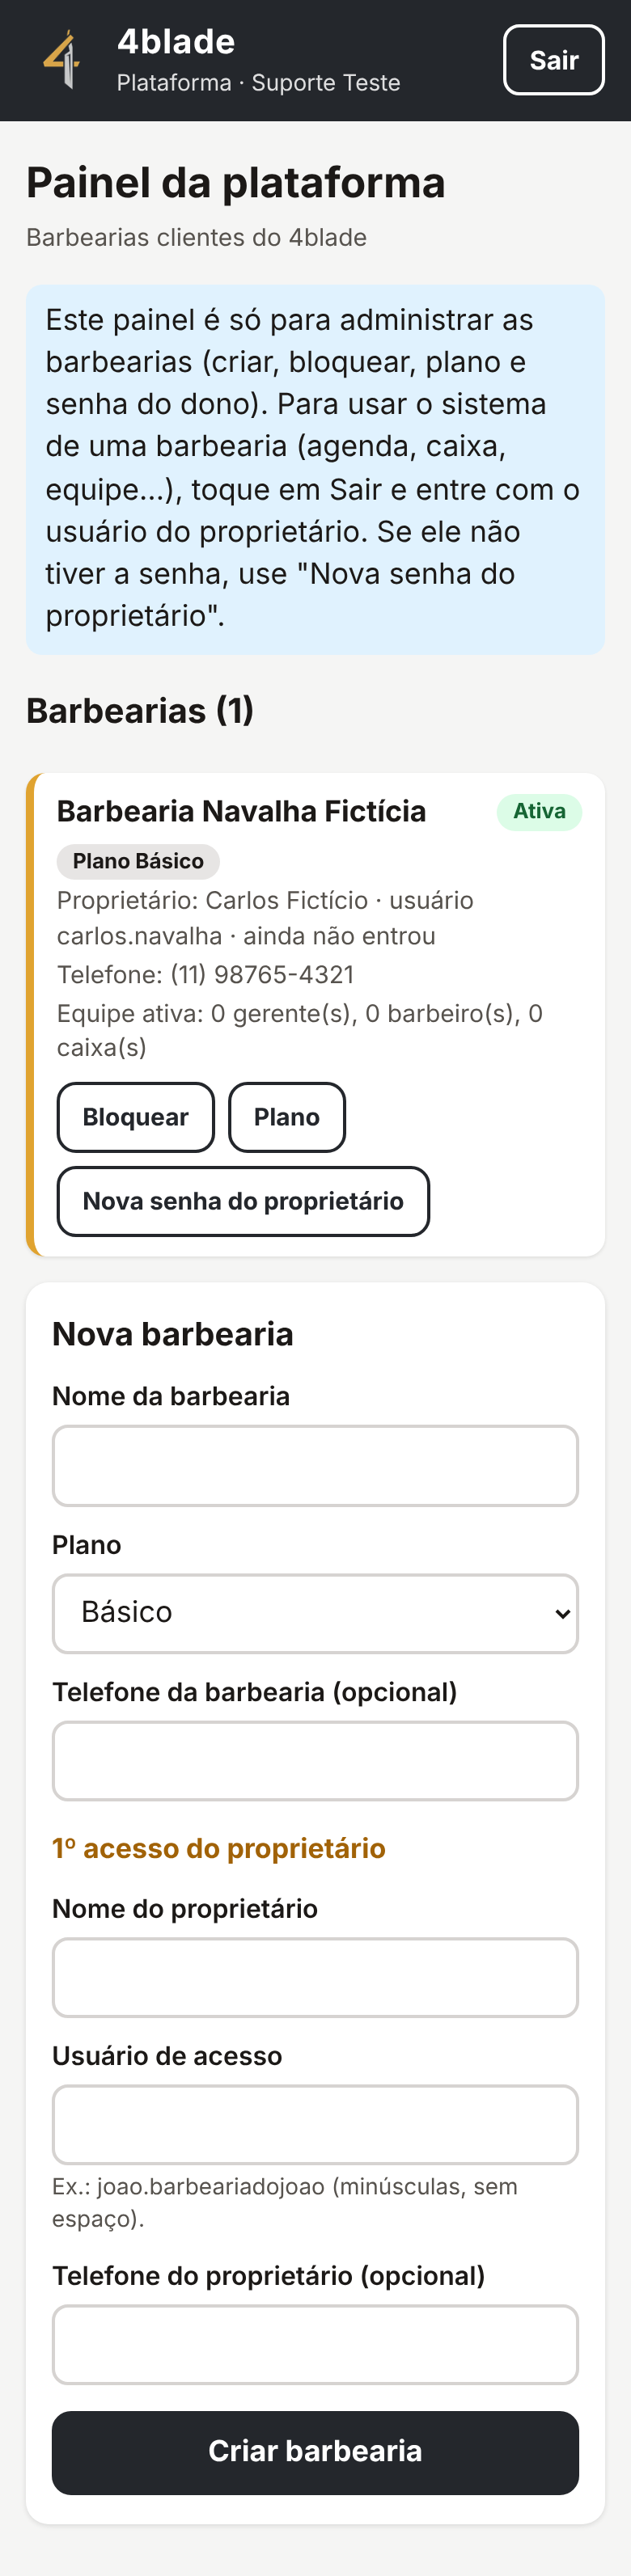 4blade
Plataforma · Suporte Teste
Sair
Painel da plataforma
Barbearias clientes do 4blade
Este painel é só para administrar as
barbearias (criar, bloquear, plano e
senha do dono). Para usar o sistema
de uma barbearia (agenda, caixa,
equipe...), toque em Sair e entre com o
usuário do proprietário. Se ele não
tiver a senha, use "Nova senha do
proprietário".
Barbearias (1)
Barbearia Navalha Fictícia
Ativa
Plano Básico
Proprietário: Carlos Fictício · usuário
carlos.navalha · ainda não entrou
Telefone: (11) 98765-4321
Equipe ativa: 0 gerente(s), 0 barbeiro(s), 0
caixa(s)
Bloquear
Plano
Nova senha do proprietário
Nova barbearia
Nome da barbearia
Plano
Básico
Telefone da barbearia (opcional)
1º acesso do proprietário
Nome do proprietário
Usuário de acesso
Ex.: joao.barbeariadojoao (minúsculas, sem
espaço).
Telefone do proprietário (opcional)
Criar barbearia